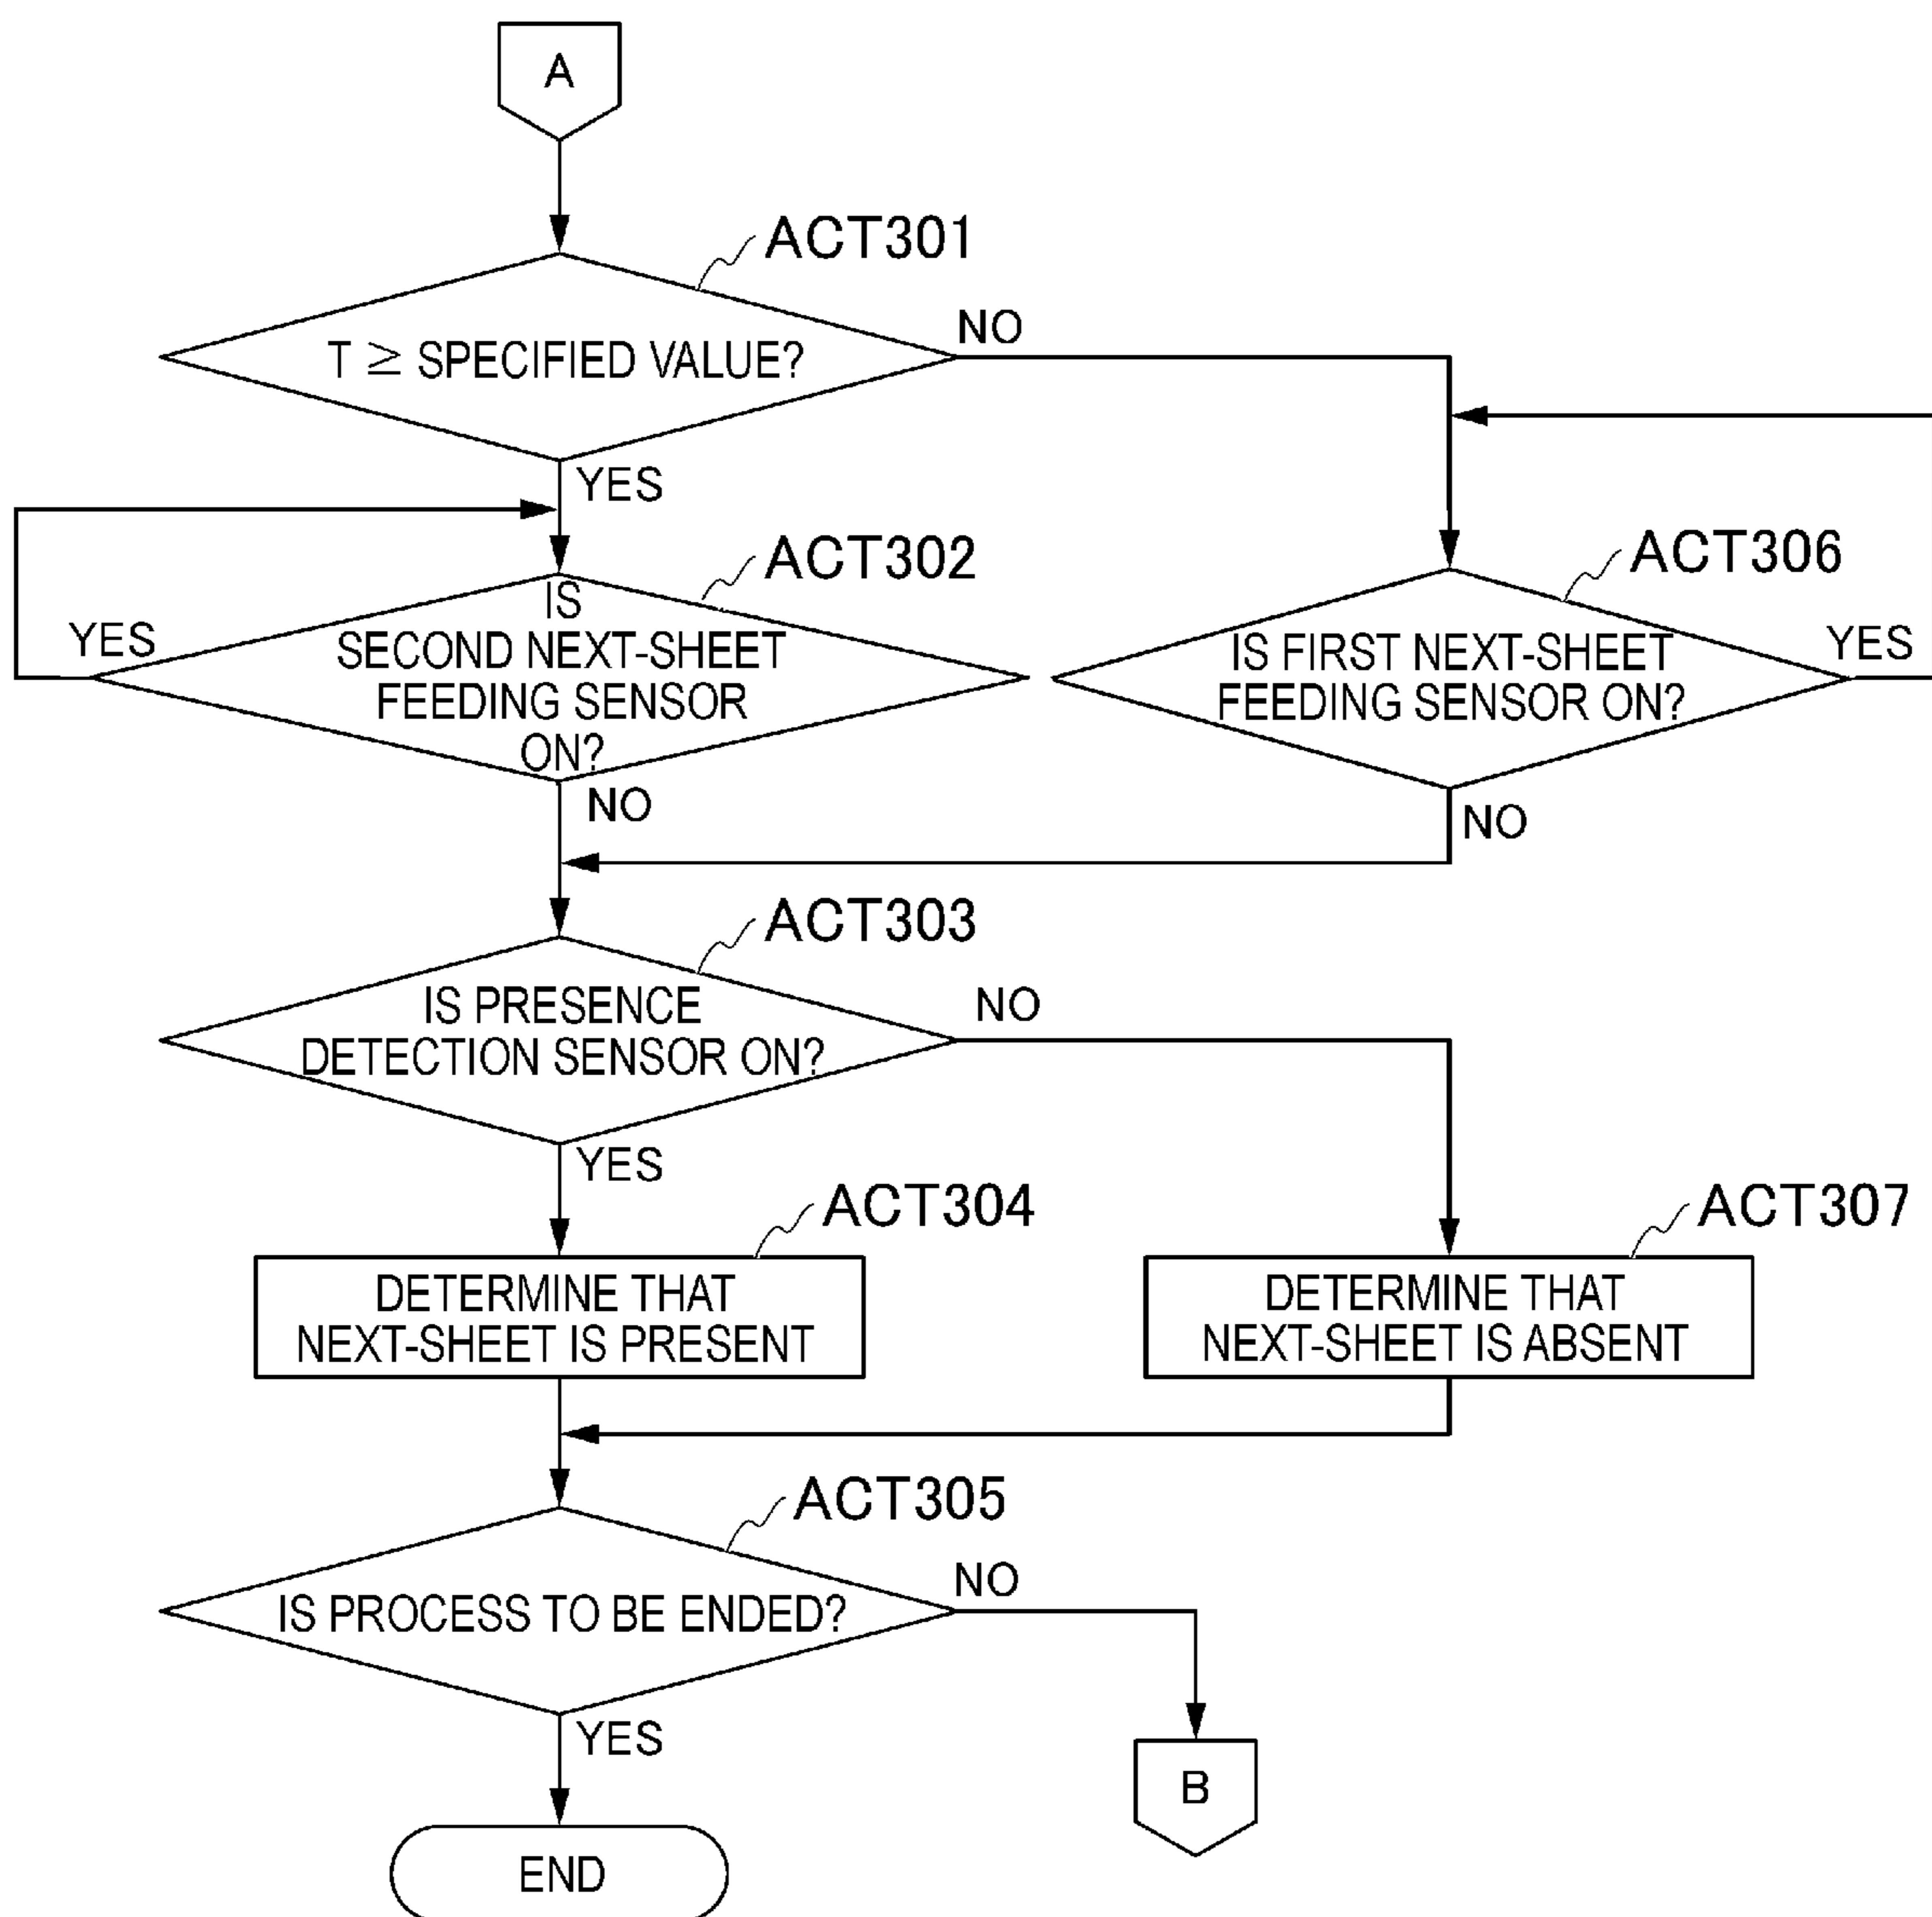 A
ACT301
T ≥ SPECIFIED VALUE?
NO
YES
ACT302
IS
SECOND NEXT-SHEET
FEEDING SENSOR
ON?
YES
NO
ACT306
IS FIRST NEXT-SHEET
FEEDING SENSOR ON?
YES
NO
ACT303
IS PRESENCE
DETECTION SENSOR ON?
NO
YES
ACT304
DETERMINE THAT
NEXT-SHEET IS PRESENT
ACT307
DETERMINE THAT
NEXT-SHEET IS ABSENT
ACT305
IS PROCESS TO BE ENDED?
NO
YES
B
END